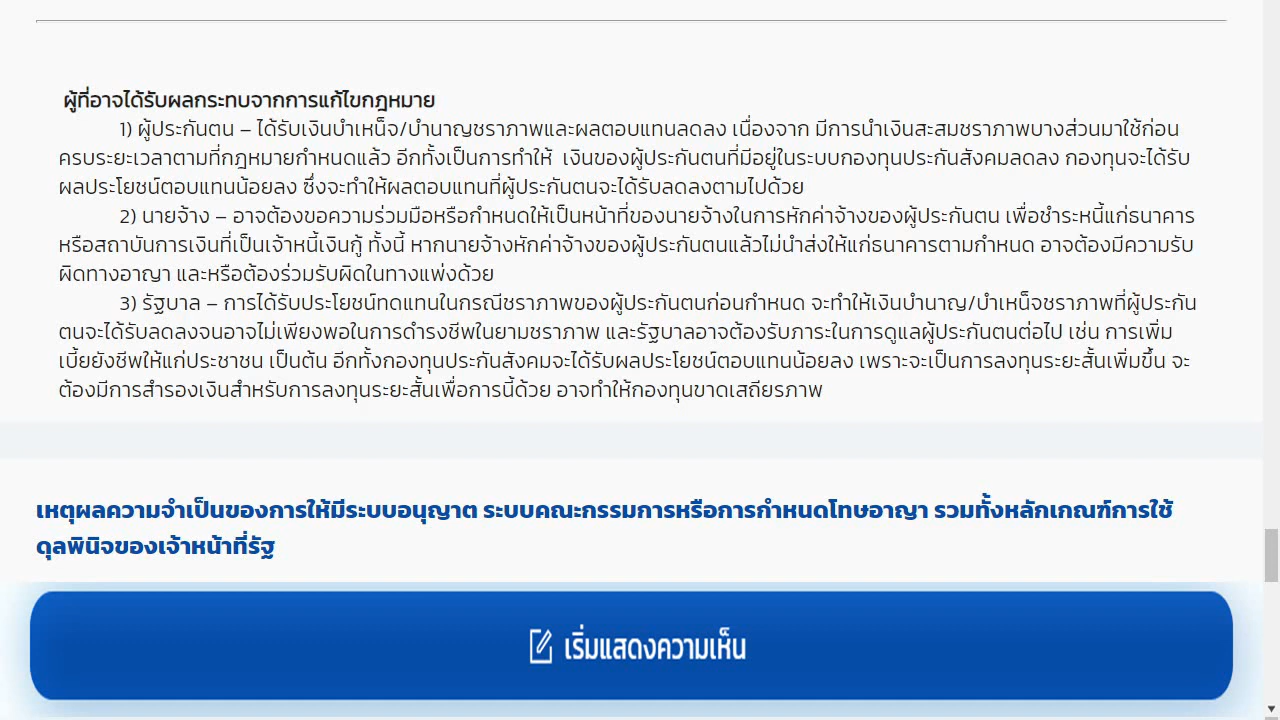 ผู้ที่อาจได้รับผลกระทบจากการแก้ไขกฎหมาย
1) ผู้ประกันตน – ได้รับเงินบำเหน็จ/บำนาญชราภาพและผลตอบแทนลดลง เนื่องจาก มีการนำเงินสะสมชราภาพบางส่วนมาใช้ก่อน
ครบระยะเวลาตามที่กฎหมายกำหนดแล้ว อีกทั้งเป็นการทำให้ เงินของผู้ประกันตนที่มีอยู่ในระบบกองทุนประกันสังคมลดลง กองทุนจะได้รับ
ผลประโยชน์ตอบแทนน้อยลง ซึ่งจะทำให้ผลตอบแทนที่ผู้ประกันตนจะได้รับลดลงตามไปด้วย
2) นายจ้าง – อาจต้องขอความร่วมมือหรือกำหนดให้เป็นหน้าที่ของนายจ้างในการหักค่าจ้างของผู้ประกันตน เพื่อชำระหนี้แก่ธนาคาร
หรือสถาบันการเงินที่เป็นเจ้าหนี้เงินกู้ ทั้งนี้ หากนายจ้างหักค่าจ้างของผู้ประกันตนแล้วไม่นำส่งให้แก่ธนาคารตามกำหนด อาจต้องมีความรับ
ผิดทางอาญา และหรือต้องร่วมรับผิดในทางแพ่งด้วย
3) รัฐบาล – การได้รับประโยชน์ทดแทนในกรณีชราภาพของผู้ประกันตนก่อนกำหนด จะทำให้เงินบำนาญ/บำเหน็จชราภาพที่ผู้ประกัน
ตนจะได้รับลดลงจนอาจไม่เพียงพอในการดำรงชีพในยามชราภาพ และรัฐบาลอาจต้องรับภาระในการดูแลผู้ประกันตนต่อไป เช่น การเพิ่ม
เบี้ยยังชีพให้แก่ประชาชน เป็นต้น อีกทั้งกองทุนประกันสังคมจะได้รับผลประโยชน์ตอบแทนน้อยลง เพราะจะเป็นการลงทุนระยะสั้นเพิ่มขึ้น จะ
ต้องมีการสำรองเงินสำหรับการลงทุนระยะสั้นเพื่อการนี้ด้วย อาจทำให้กองทุนขาดเสถียรภาพ
เหตุผลความจำเป็นของการให้มีระบบอนุญาต ระบบคณะกรรมการหรือการกำหนดโทษอาญา รวมทั้งหลักเกณฑ์การใช้
ดุลพินิจของเจ้าหน้าที่รัฐ
เริ่มแสดงความเห็น